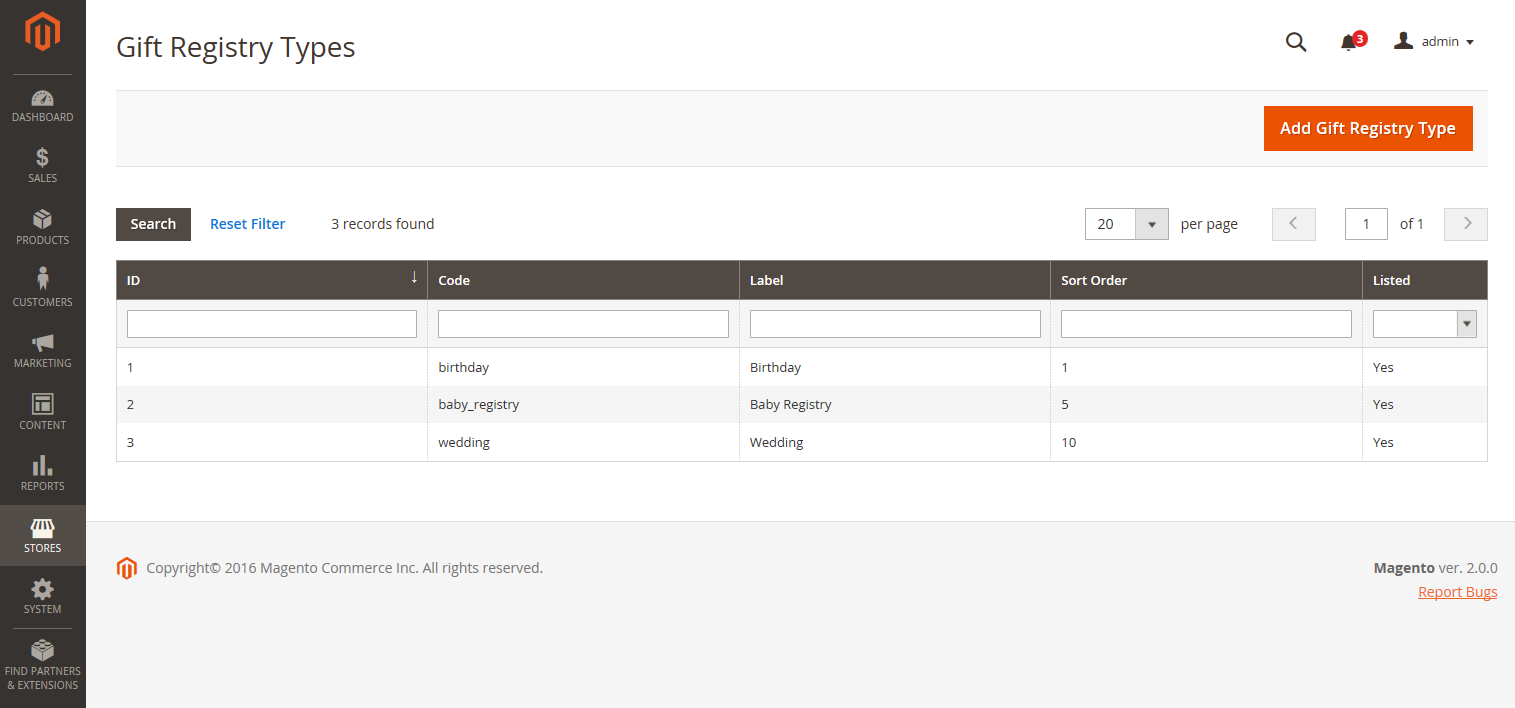 Gift Registry Types
3
admin
DASHBOARD
SALES
PRODUCTS
CUSTOMERS
MARKETING
CONTENT
REPORTS
STORES
SYSTEM
FIND PARTNERS
& EXTENSIONS
Add Gift Registry Type
Search Reset Filter 3 records found 20 per page 1 of 1
ID ↓ Code Label Sort Order Listed
1 birthday Birthday 1 Yes
2 baby_registry Baby Registry 5 Yes
3 wedding Wedding 10 Yes
Copyright© 2016 Magento Commerce Inc. All rights reserved.
Magento ver. 2.0.0
Report Bugs